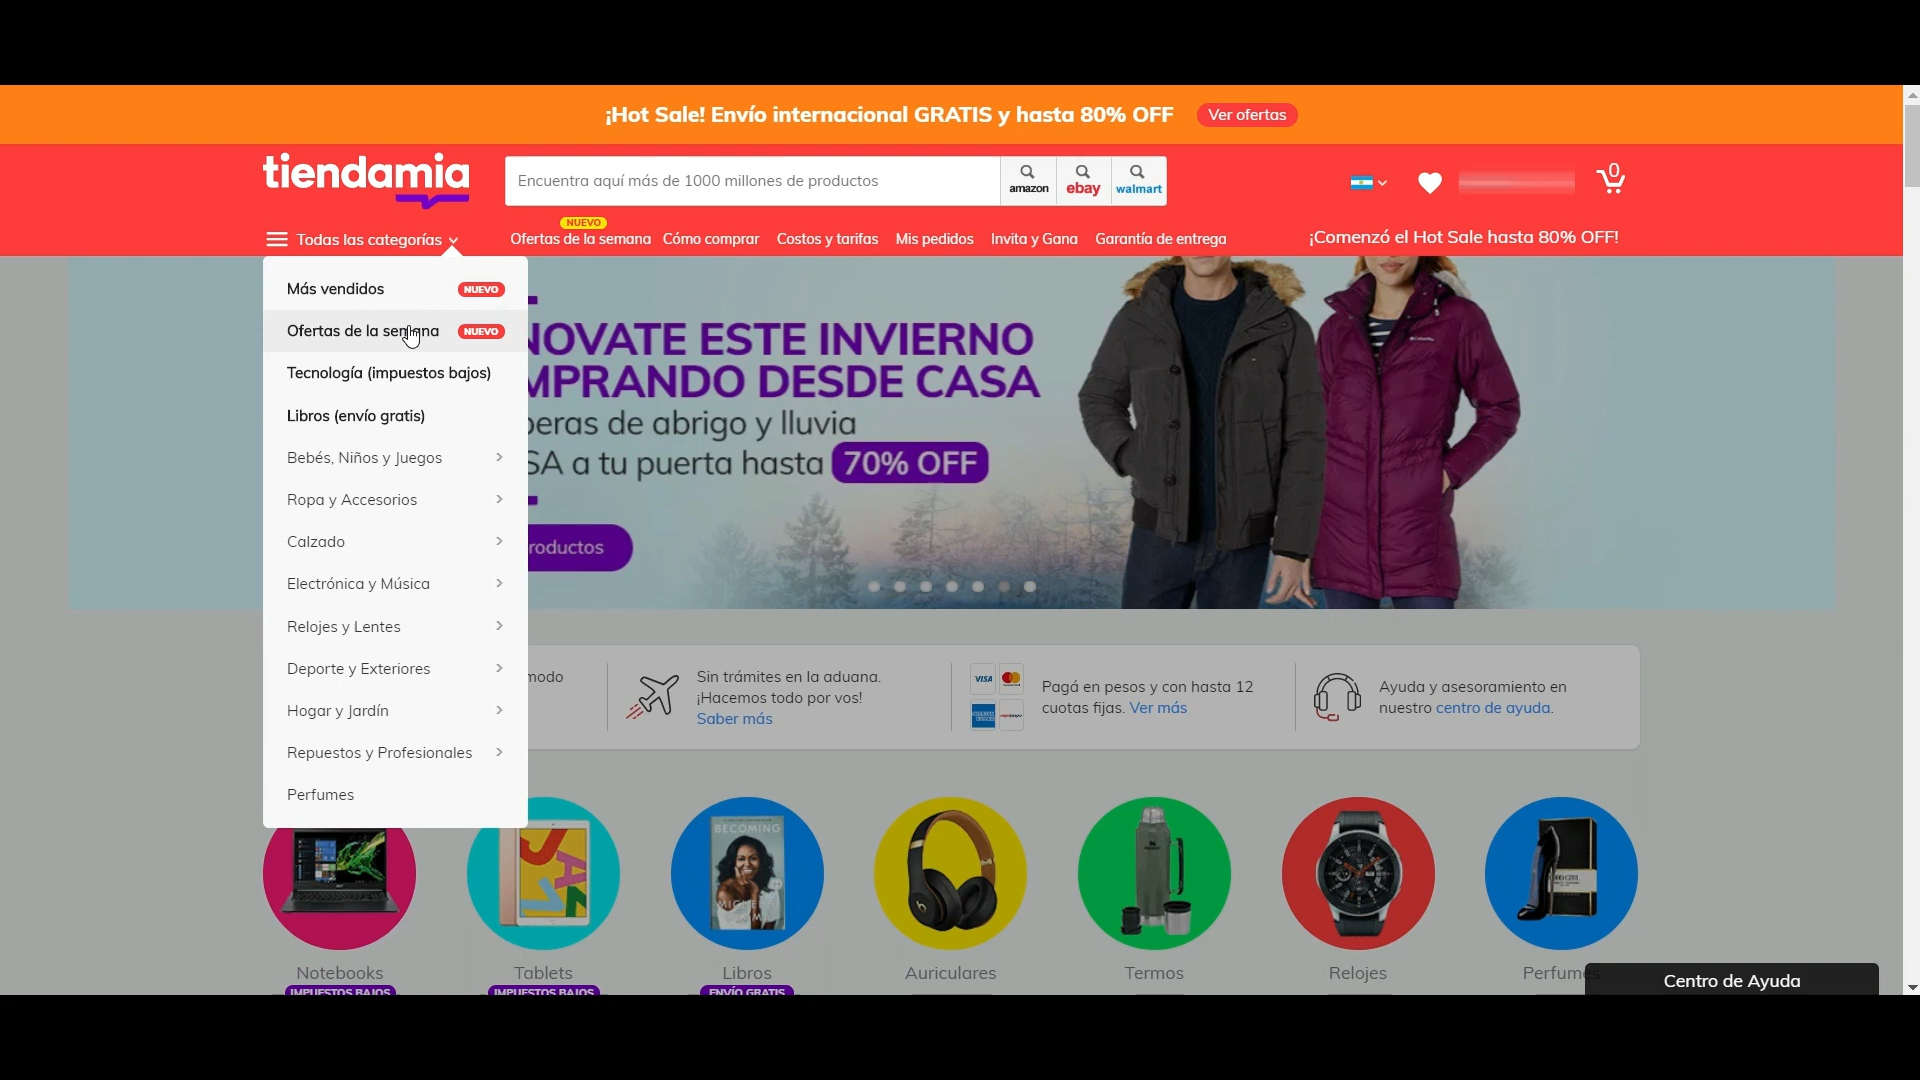 ¡Hot Sale! Envío internacional GRATIS y hasta 80% OFF
Ver ofertas
tiendamia
Encuentra aquí más de 1000 millones de productos
amazon
ebay
walmart
0
Todas las categorías
NUEVO
Ofertas de la semana
Cómo comprar
Costos y tarifas
Mis pedidos
Invita y Gana
Garantía de entrega
¡Comenzó el Hot Sale hasta 80% OFF!
Más vendidos
NUEVO
Ofertas de la semana
NUEVO
Tecnología (impuestos bajos)
Libros (envío gratis)
Bebés, Niños y Juegos
Ropa y Accesorios
Calzado
Electrónica y Música
Relojes y Lentes
Deporte y Exteriores
Hogar y Jardín
Repuestos y Profesionales
Perfumes
NOVATE ESTE INVIERNO
MPRANDO DESDE CASA
peras de abrigo y lluvia
SA a tu puerta hasta 70% OFF
roductos
modo
Sin trámites en la aduana.
¡Hacemos todo por vos!
Saber más
VISA
Pagá en pesos y con hasta 12
cuotas fijas. Ver más
Ayuda y asesoramiento en
nuestro centro de ayuda.
BECOMING
Notebooks
IMPUESTOS BAJOS
Tablets
IMPUESTOS BAJOS
Libros
ENVÍO GRATIS
Auriculares
Termos
Relojes
Perfumes
Centro de Ayuda